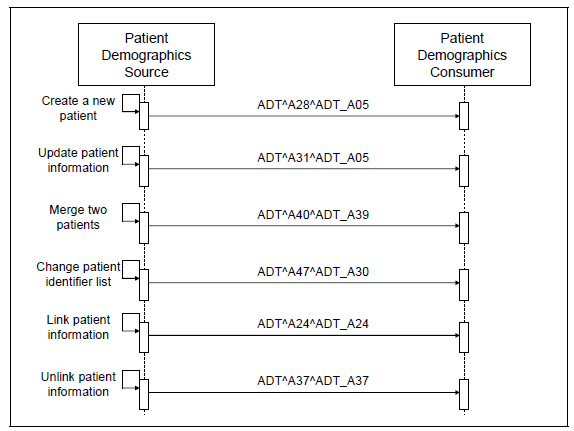 Patient
Demographics
Source
Patient
Demographics
Consumer
Create a new
patient
ADT^A28^ADT_A05
Update patient
information
ADT^A31^ADT_A05
Merge two
patients
ADT^A40^ADT_A39
Change patient
identifier list
ADT^A47^ADT_A30
Link patient
information
ADT^A24^ADT_A24
Unlink patient
information
ADT^A37^ADT_A37